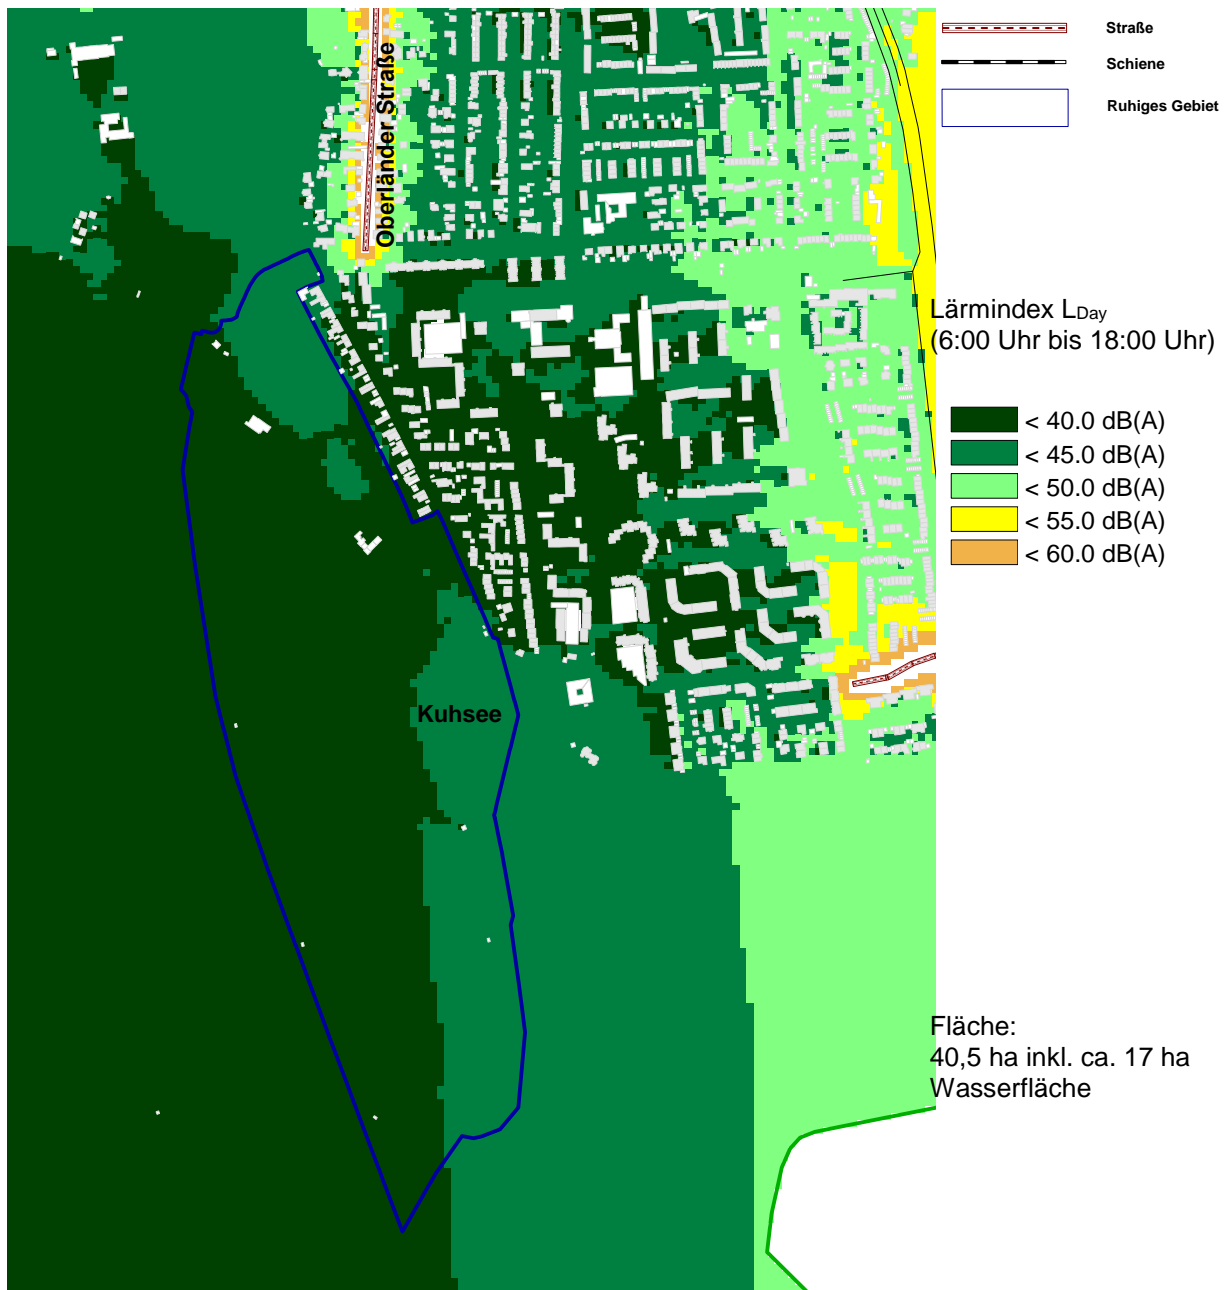 Straße
Schiene
Ruhiges Gebiet
Oberländer Straße
Lärmindex LDay
(6:00 Uhr bis 18:00 Uhr)
< 40.0 dB(A)
< 45.0 dB(A)
< 50.0 dB(A)
< 55.0 dB(A)
< 60.0 dB(A)
Kuhsee
Fläche:
40,5 ha inkl. ca. 17 ha
Wasserfläche